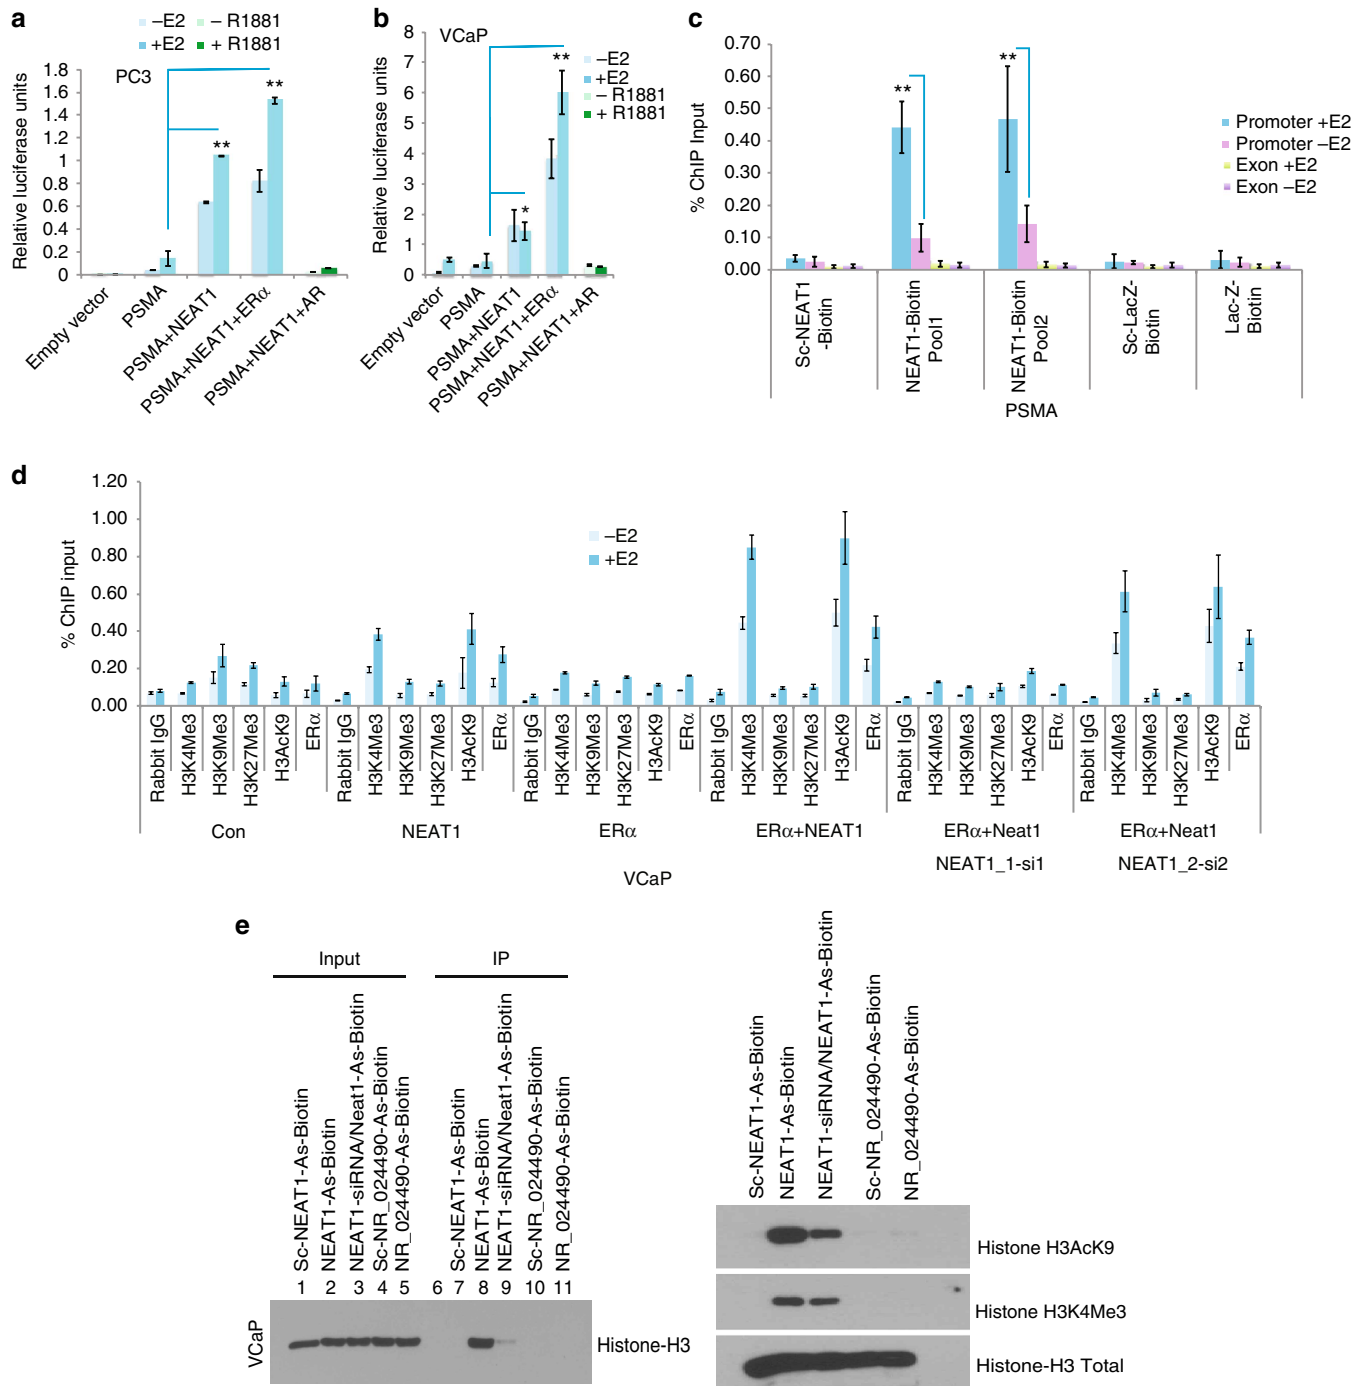 a
−E2
− R1881
+E2
+ R1881
PC3
Relative luciferase units
1.8
1.6
1.4
1.2
1
0.8
0.6
0.4
0.2
0
**
**
Empty vector
PSMA
PSMA+NEAT1
PSMA+NEAT1+ERα
PSMA+NEAT1+AR
b
VCaP
−E2
+E2
− R1881
+ R1881
Relative luciferase units
8
7
6
5
4
3
2
1
0
*
**
Empty vector
PSMA
PSMA+NEAT1
PSMA+NEAT1+ERα
PSMA+NEAT1+AR
c
% ChIP Input
0.70
0.60
0.50
0.40
0.30
0.20
0.10
0.00
**
**
Promoter +E2
Promoter −E2
Exon +E2
Exon −E2
Sc-NEAT1
-Biotin
NEAT1-Biotin
Pool1
NEAT1-Biotin
Pool2
Sc-LacZ-
Biotin
Lac-Z-
Biotin
PSMA
d
% ChIP input
1.20
1.00
0.80
0.60
0.40
0.20
0.00
−E2
+E2
Rabbit IgG
H3K4Me3
H3K9Me3
H3K27Me3
H3AcK9
ERα
Rabbit IgG
H3K4Me3
H3K9Me3
H3K27Me3
H3AcK9
ERα
Rabbit IgG
H3K4Me3
H3K9Me3
H3K27Me3
H3AcK9
ERα
Rabbit IgG
H3K4Me3
H3K9Me3
H3K27Me3
H3AcK9
ERα
Rabbit IgG
H3K4Me3
H3K9Me3
H3K27Me3
H3AcK9
ERα
Rabbit IgG
H3K4Me3
H3K9Me3
H3K27Me3
H3AcK9
ERα
Con
NEAT1
ERα
ERα+NEAT1
ERα+Neat1
NEAT1_1-si1
ERα+Neat1
NEAT1_2-si2
VCaP
e
Input
IP
Sc-NEAT1-As-Biotin
NEAT1-As-Biotin
NEAT1-siRNA/Neat1-As-Biotin
Sc-NR_024490-As-Biotin
NR_024490-As-Biotin
Sc-NEAT1-As-Biotin
NEAT1-As-Biotin
NEAT1-siRNA/Neat1-As-Biotin
Sc-NR_024490-As-Biotin
NR_024490-As-Biotin
1 2 3 4 5 6 7 8 9 10 11
VCaP
Histone-H3
Sc-NEAT1-As-Biotin
NEAT1-As-Biotin
NEAT1-siRNA/NEAT1-As-Biotin
Sc-NR_024490-As-Biotin
NR_024490-As-Biotin
Histone H3AcK9
Histone H3K4Me3
Histone-H3 Total